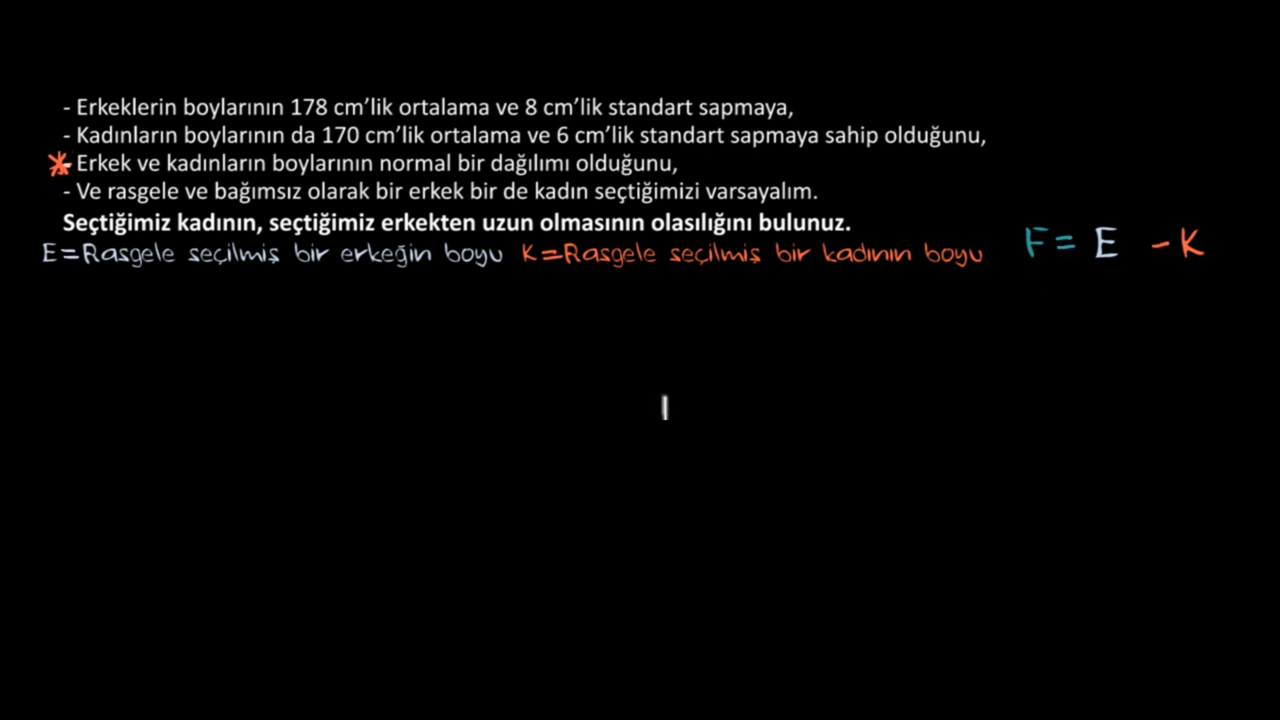 - Erkeklerin boylarının 178 cm’lik ortalama ve 8 cm’lik standart sapmaya,
- Kadınların boylarının da 170 cm’lik ortalama ve 6 cm’lik standart sapmaya sahip olduğunu,
- Erkek ve kadınların boylarının normal bir dağılımı olduğunu,
- Ve rasgele ve bağımsız olarak bir erkek bir de kadın seçtiğimizi varsayalım.
Seçtiğimiz kadının, seçtiğimiz erkekten uzun olmasının olasılığını bulunuz.
E=Rasgele seçilmiş bir erkeğin boyu K=Rasgele seçilmiş bir kadının boyu F= E -K